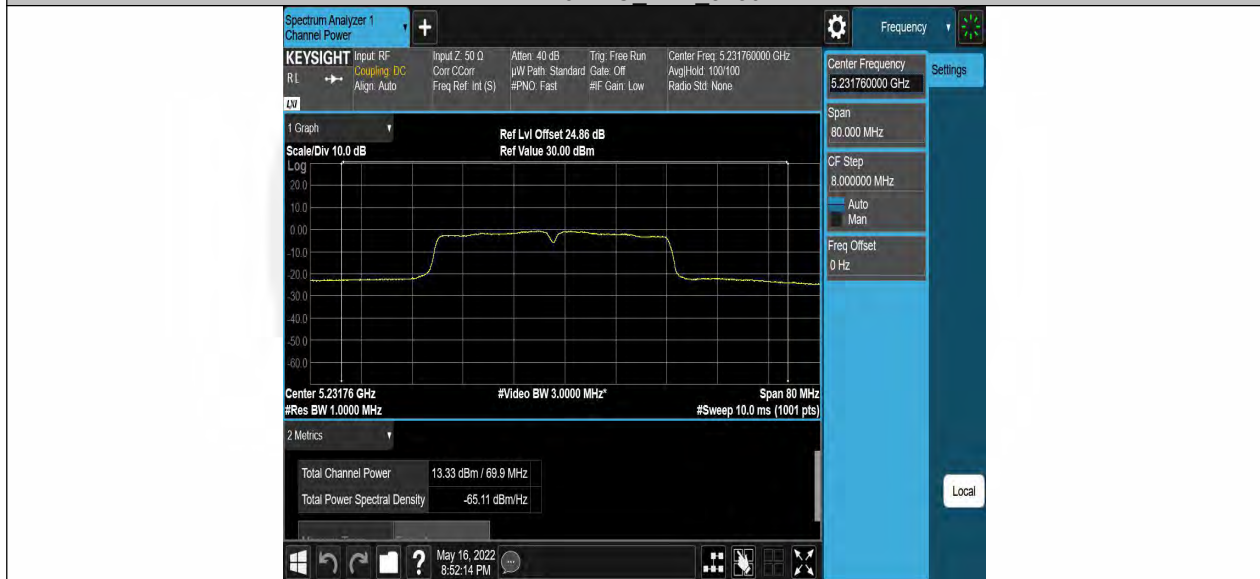 Spectrum Analyzer 1
Channel Power
+
Frequency
KEYSIGHT
RL
LXI
Input: RF
Coupling: DC
Align: Auto
Input Z: 50 Ω
Corr CCorr
Freq Ref: Int (S)
Atten: 40 dB
µW Path: Standard
#PNO: Fast
Trig: Free Run
Gate: Off
#IF Gain: Low
Center Freq: 5.231760000 GHz
Avg|Hold: 100/100
Radio Std: None
Center Frequency
5.231760000 GHz
Settings
Span
80.000 MHz
CF Step
8.000000 MHz
Auto
Man
Freq Offset
0 Hz
1 Graph
Scale/Div 10.0 dB
Ref Lvl Offset 24.86 dB
Ref Value 30.00 dBm
Log
20.0
10.0
0.00
-10.0
-20.0
-30.0
-40.0
-50.0
-60.0
Center 5.23176 GHz
#Video BW 3.0000 MHz*
Span 80 MHz
#Res BW 1.0000 MHz
#Sweep 10.0 ms (1001 pts)
2 Metrics
Total Channel Power 13.33 dBm / 69.9 MHz
Total Power Spectral Density -65.11 dBm/Hz
Local
?
May 16, 2022
8:52:14 PM